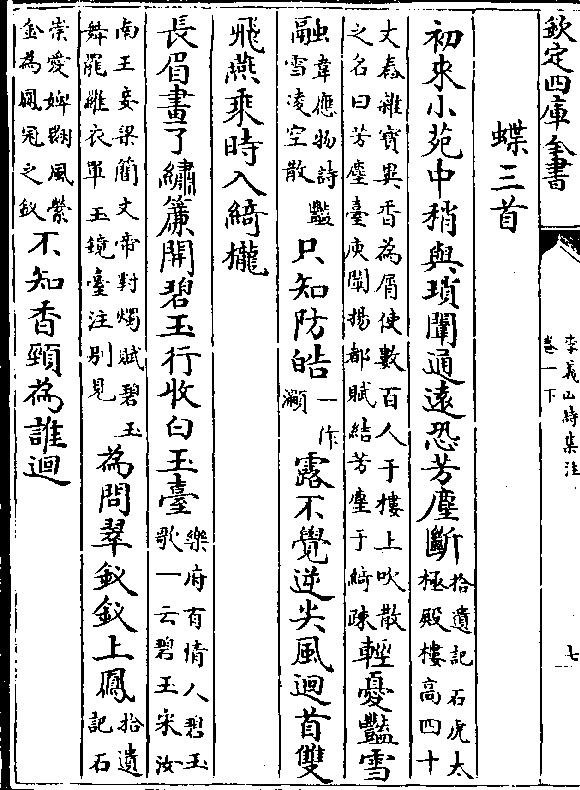 欽定四庫全書
李義山詩集注
卷一下
七
蝶三首
初來小苑中稍與瑣闈通遠恐芳塵斷拾遺記石虎太極殿樓高四十
丈舂雜寶異香為屑使數百人于樓上吹散之名曰芳塵臺庾闡揚都賦結芳塵于綺疎輕憂豔雪
融韋應物詩豔雪凌空散只知防皓一作灝露不覺逆尖風迴首雙
飛燕乘時入綺櫳
長眉畫了繡簾開碧玉行收白玉臺樂府有情人碧玉歌一云碧玉宋汝
南王妾梁簡文帝對燭賦碧玉舞罷羅衣單玉鏡臺注别見為問翠釵釵上鳳拾遺記石
崇愛婢翾風縈金為鳳冠之釵不知香頸為誰迴